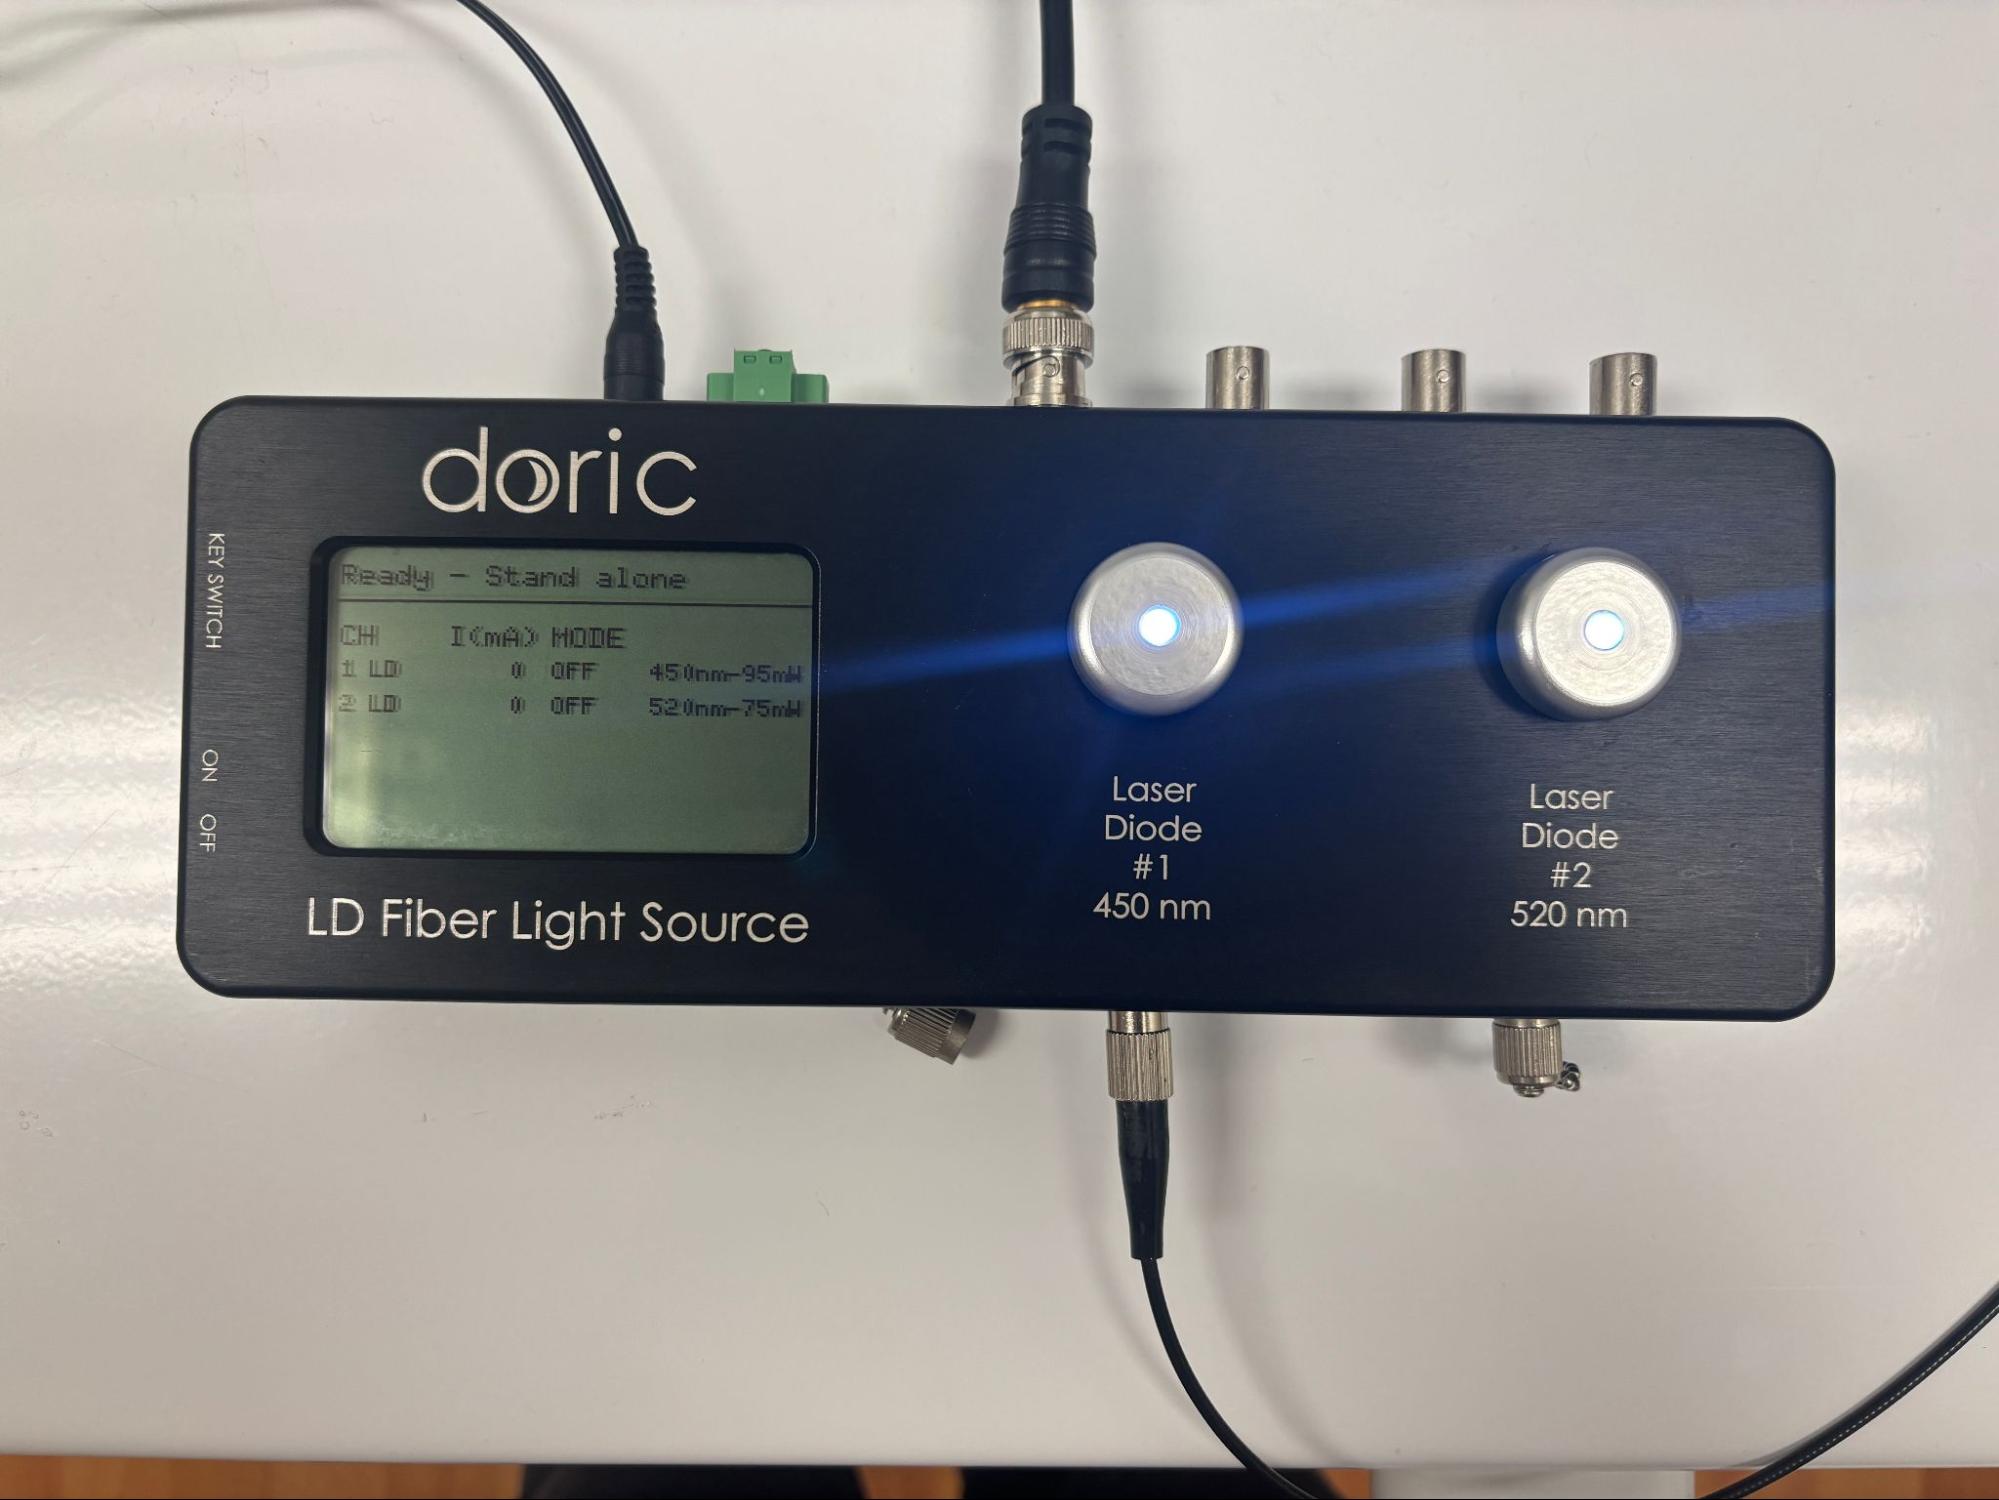 doric
KEY SWITCH
ON OFF
Ready - Stand alone
CH I(mA) MODE
1 LD 0 OFF 450nm-95mW
2 LD 0 OFF 520nm-75mW
LD Fiber Light Source
Laser
Diode
#1
450 nm
Laser
Diode
#2
520 nm